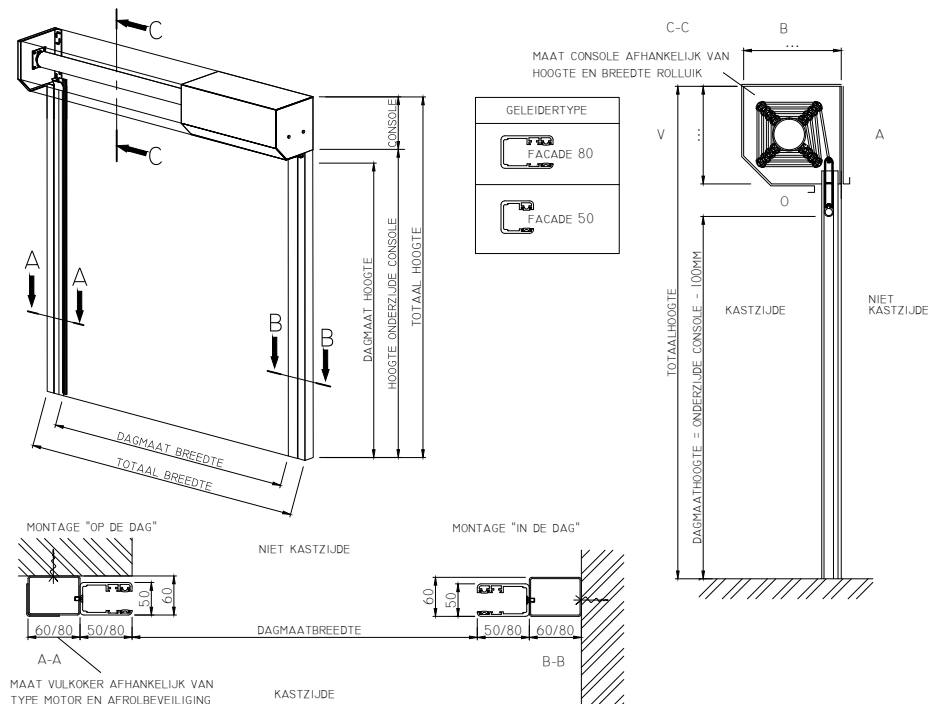 C
C
CONSOLE
DAGMAAT HOOGTE
HOOGTE ONDERZIJDE CONSOLE
TOTAAL HOOGTE
A
A
B
B
DAGMAAT BREEDTE
TOTAAL BREEDTE
GELEIDERTYPE
FACADE 80
FACADE 50
C-C
B
...
MAAT CONSOLE AFHANKELIJK VAN
HOOGTE EN BREEDTE ROLLUIK
V
...
A
O
TOTAALHOOGTE
DAGMAATHOOGTE = ONDERZIJDE CONSOLE - 100MM
KASTZIJDE
NIET
KASTZIJDE
MONTAGE "OP DE DAG"
NIET KASTZIJDE
MONTAGE "IN DE DAG"
50
60
60
50
60/80
50/80
DAGMAATBREEDTE
50/80
60/80
A-A
B-B
MAAT VULKOKER AFHANKELIJK VAN
TYPE MOTOR EN AFROLBEVEILIGING
KASTZIJDE